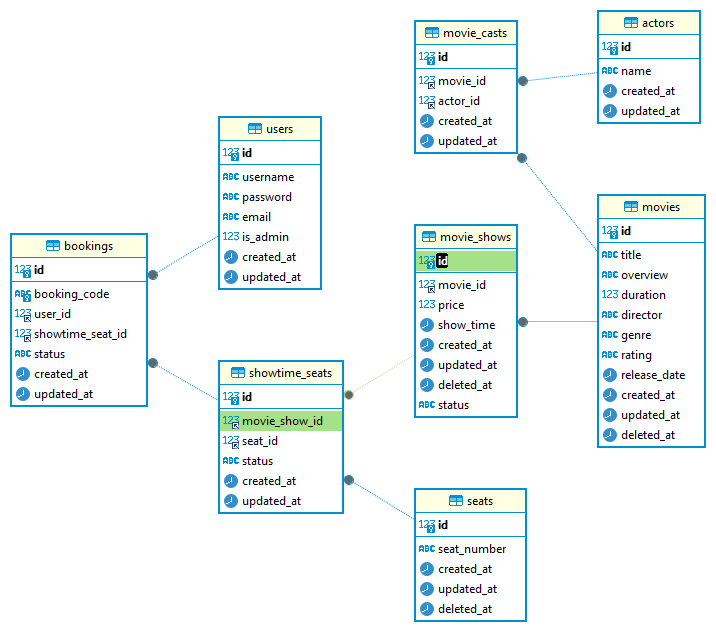 movie_casts
123 id
123 movie_id
123 actor_id
created_at
updated_at
actors
123 id
ABC name
created_at
updated_at
users
123 id
ABC username
ABC password
ABC email
123 is_admin
created_at
updated_at
movies
123 id
ABC title
ABC overview
123 duration
ABC director
ABC genre
ABC rating
release_date
created_at
updated_at
deleted_at
bookings
123 id
ABC booking_code
123 user_id
123 showtime_seat_id
ABC status
created_at
updated_at
movie_shows
123 id
123 movie_id
123 price
show_time
created_at
updated_at
deleted_at
ABC status
showtime_seats
123 id
123 movie_show_id
123 seat_id
ABC status
created_at
updated_at
seats
123 id
ABC seat_number
created_at
updated_at
deleted_at